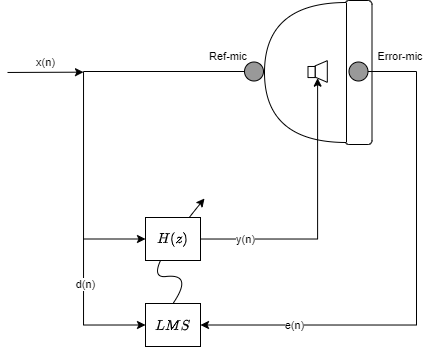 Ref-mic
Error-mic
x(n)
H(z)
y(n)
d(n)
LMS
e(n)